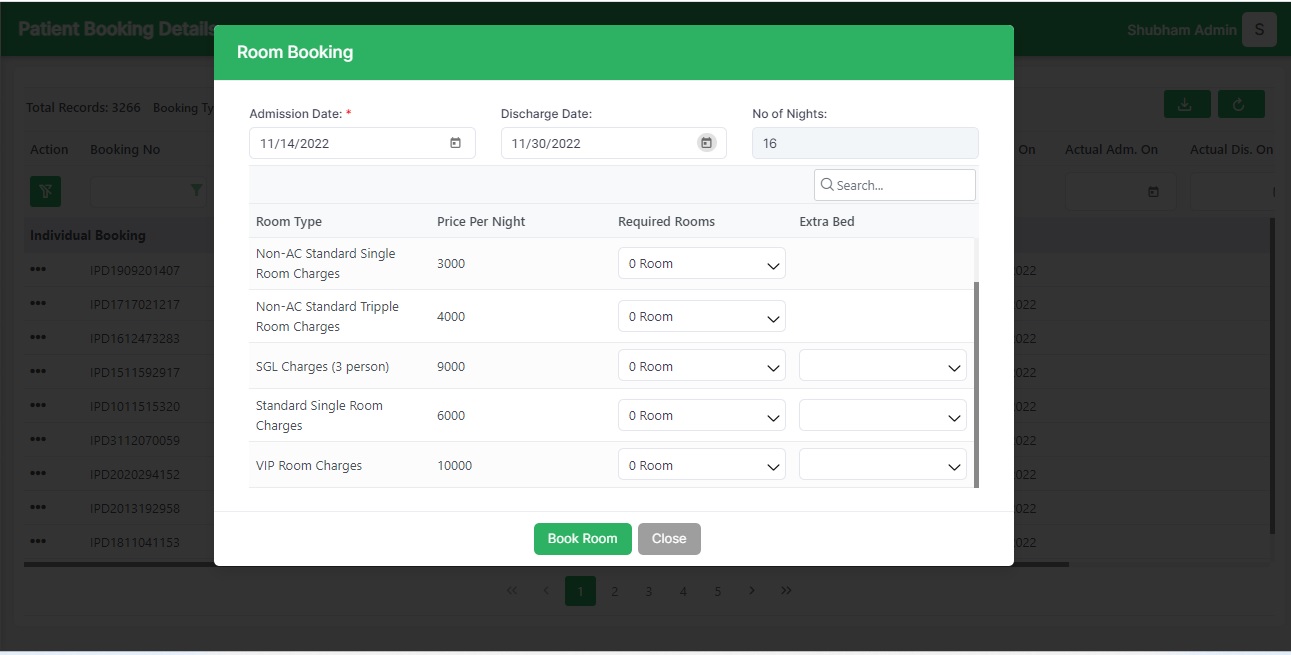 Patient Booking Details
Shubham Admin S
Room Booking
Total Records: 3266 Booking Ty
Admission Date: *
Discharge Date:
No of Nights:
11/14/2022
11/30/2022
16
Action Booking No
On Actual Adm. On Actual Dis. On
Search...
Room Type Price Per Night Required Rooms Extra Bed
Individual Booking
Non-AC Standard Single
Room Charges
3000 0 Room
Non-AC Standard Tripple
Room Charges
4000 0 Room
SGL Charges (3 person) 9000 0 Room
Standard Single Room
Charges
6000 0 Room
VIP Room Charges 10000 0 Room
IPD1909201407 022
IPD1717021217 022
IPD1612473283 022
IPD1511592917 022
IPD1011515320 022
IPD3112070059 022
IPD2020294152 022
IPD2013192958 022
IPD1811041153 022
Book Room Close
« ‹ 1 2 3 4 5 › »